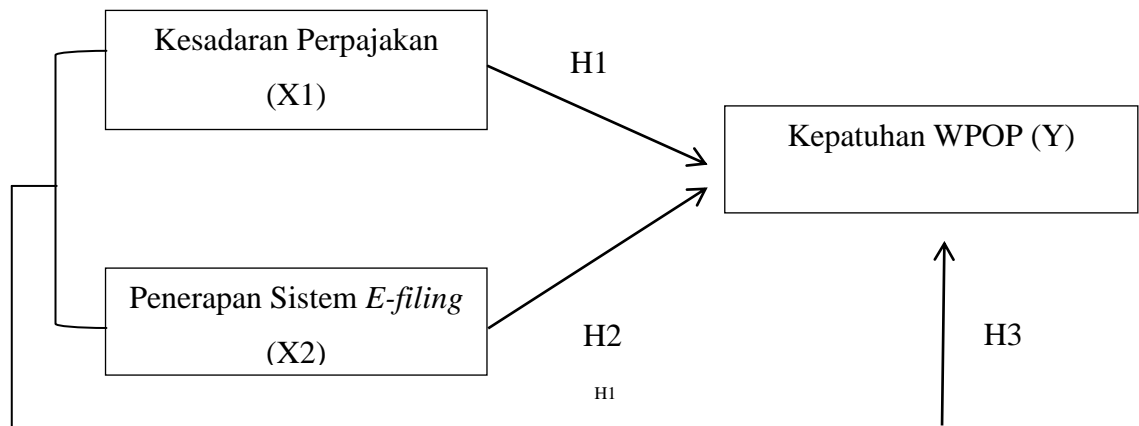 Kesadaran Perpajakan
(X1)
H1
Kepatuhan WPOP (Y)
Penerapan Sistem E-filing
(X2)
H2
H1
H3